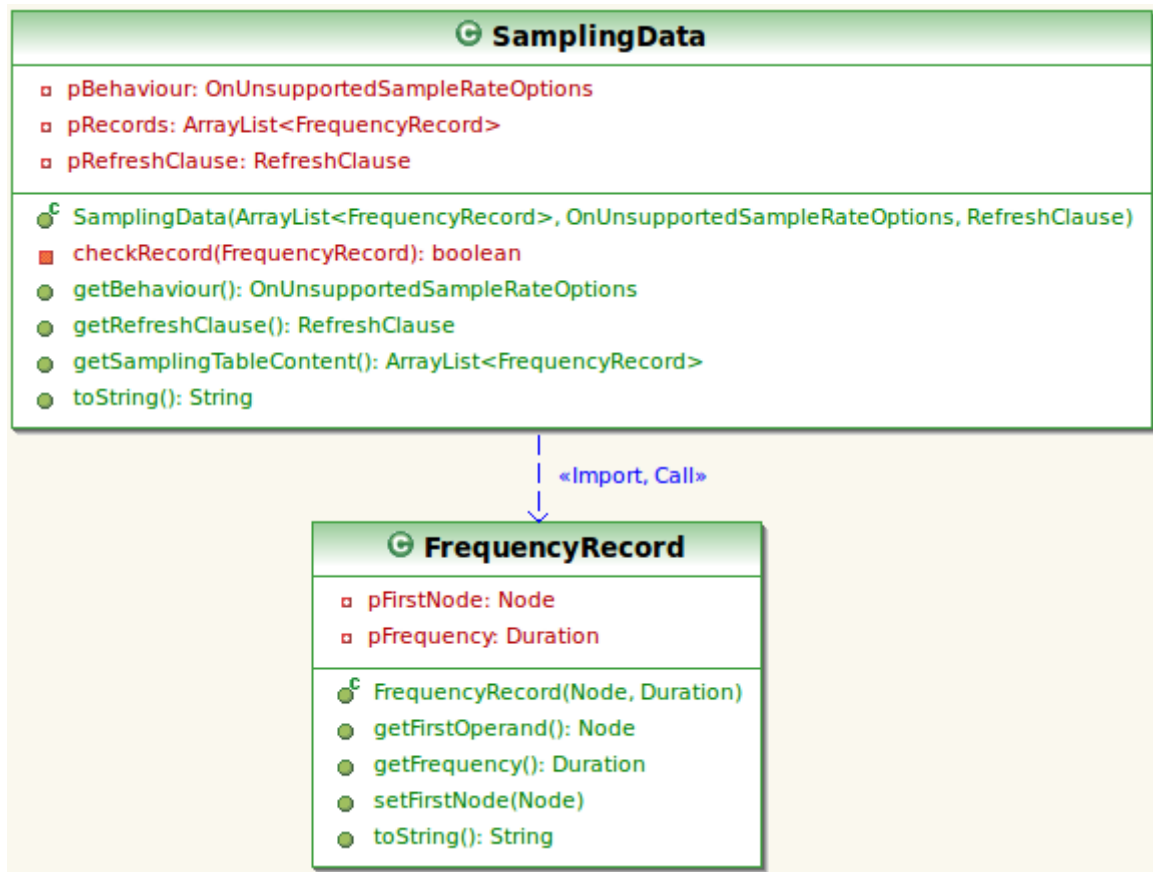 SamplingData
pBehaviour: OnUnsupportedSampleRateOptions
pRecords: ArrayList<FrequencyRecord>
pRefreshClause: RefreshClause
SamplingData(ArrayList<FrequencyRecord>, OnUnsupportedSampleRateOptions, RefreshClause)
checkRecord(FrequencyRecord): boolean
getBehaviour(): OnUnsupportedSampleRateOptions
getRefreshClause(): RefreshClause
getSamplingTableContent(): ArrayList<FrequencyRecord>
toString(): String
«Import, Call»
FrequencyRecord
pFirstNode: Node
pFrequency: Duration
FrequencyRecord(Node, Duration)
getFirstOperand(): Node
getFrequency(): Duration
setFirstNode(Node)
toString(): String